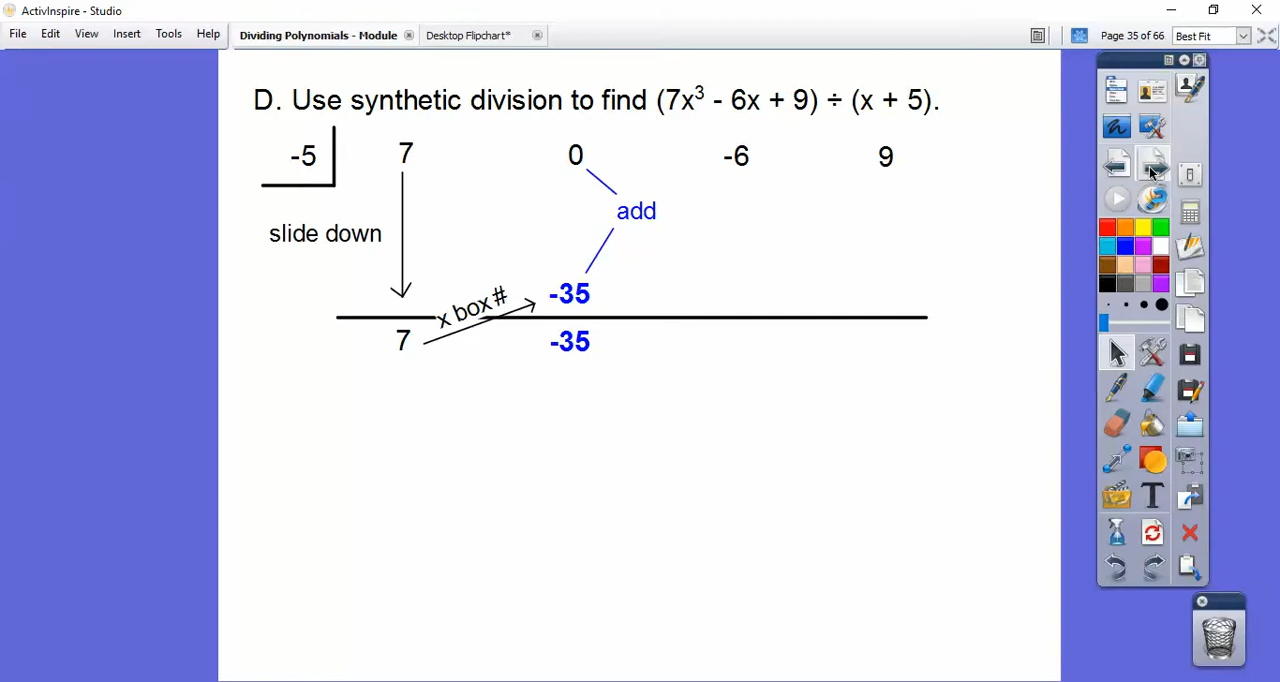 ActivInspire - Studio
File Edit View Insert Tools Help Dividing Polynomials - Module Desktop Flipchart* Page 35 of 66 Best Fit
D. Use synthetic division to find (7x³ - 6x + 9) ÷ (x + 5).
-5 7 0 -6 9
add
slide down
-35
x box #
7 -35